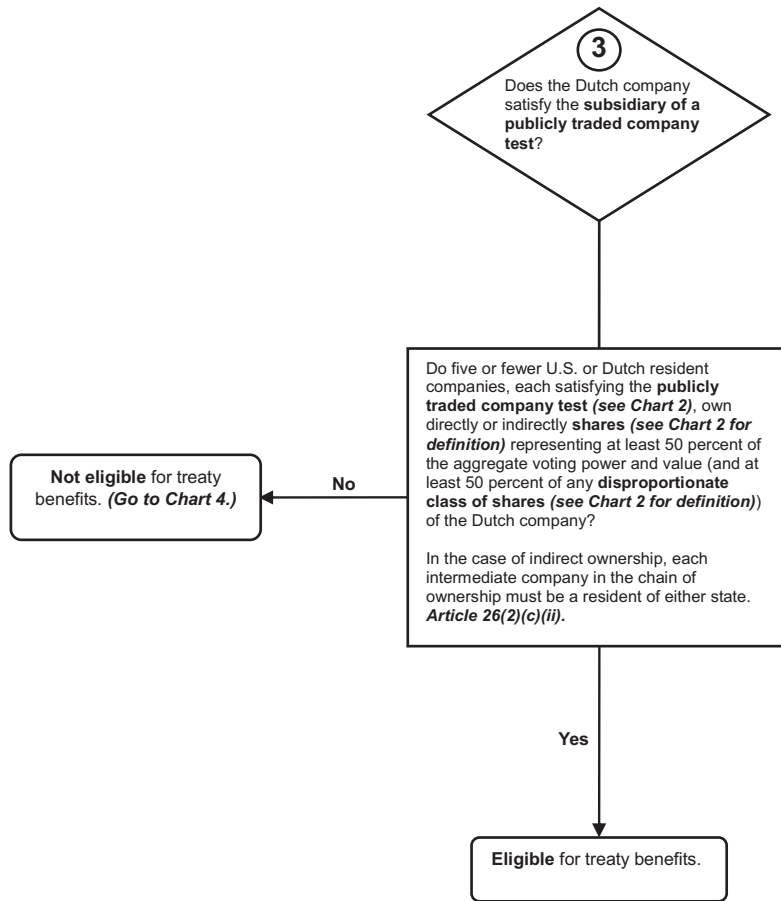 3
Does the Dutch company
satisfy the subsidiary of a
publicly traded company
test?
Do five or fewer U.S. or Dutch resident
companies, each satisfying the publicly
traded company test (see Chart 2), own
directly or indirectly shares (see Chart 2 for
definition) representing at least 50 percent of
the aggregate voting power and value (and at
least 50 percent of any disproportionate
class of shares (see Chart 2 for definition))
of the Dutch company?
In the case of indirect ownership, each
intermediate company in the chain of
ownership must be a resident of either state.
Article 26(2)(c)(ii).
No
Not eligible for treaty
benefits. (Go to Chart 4.)
Yes
Eligible for treaty benefits.